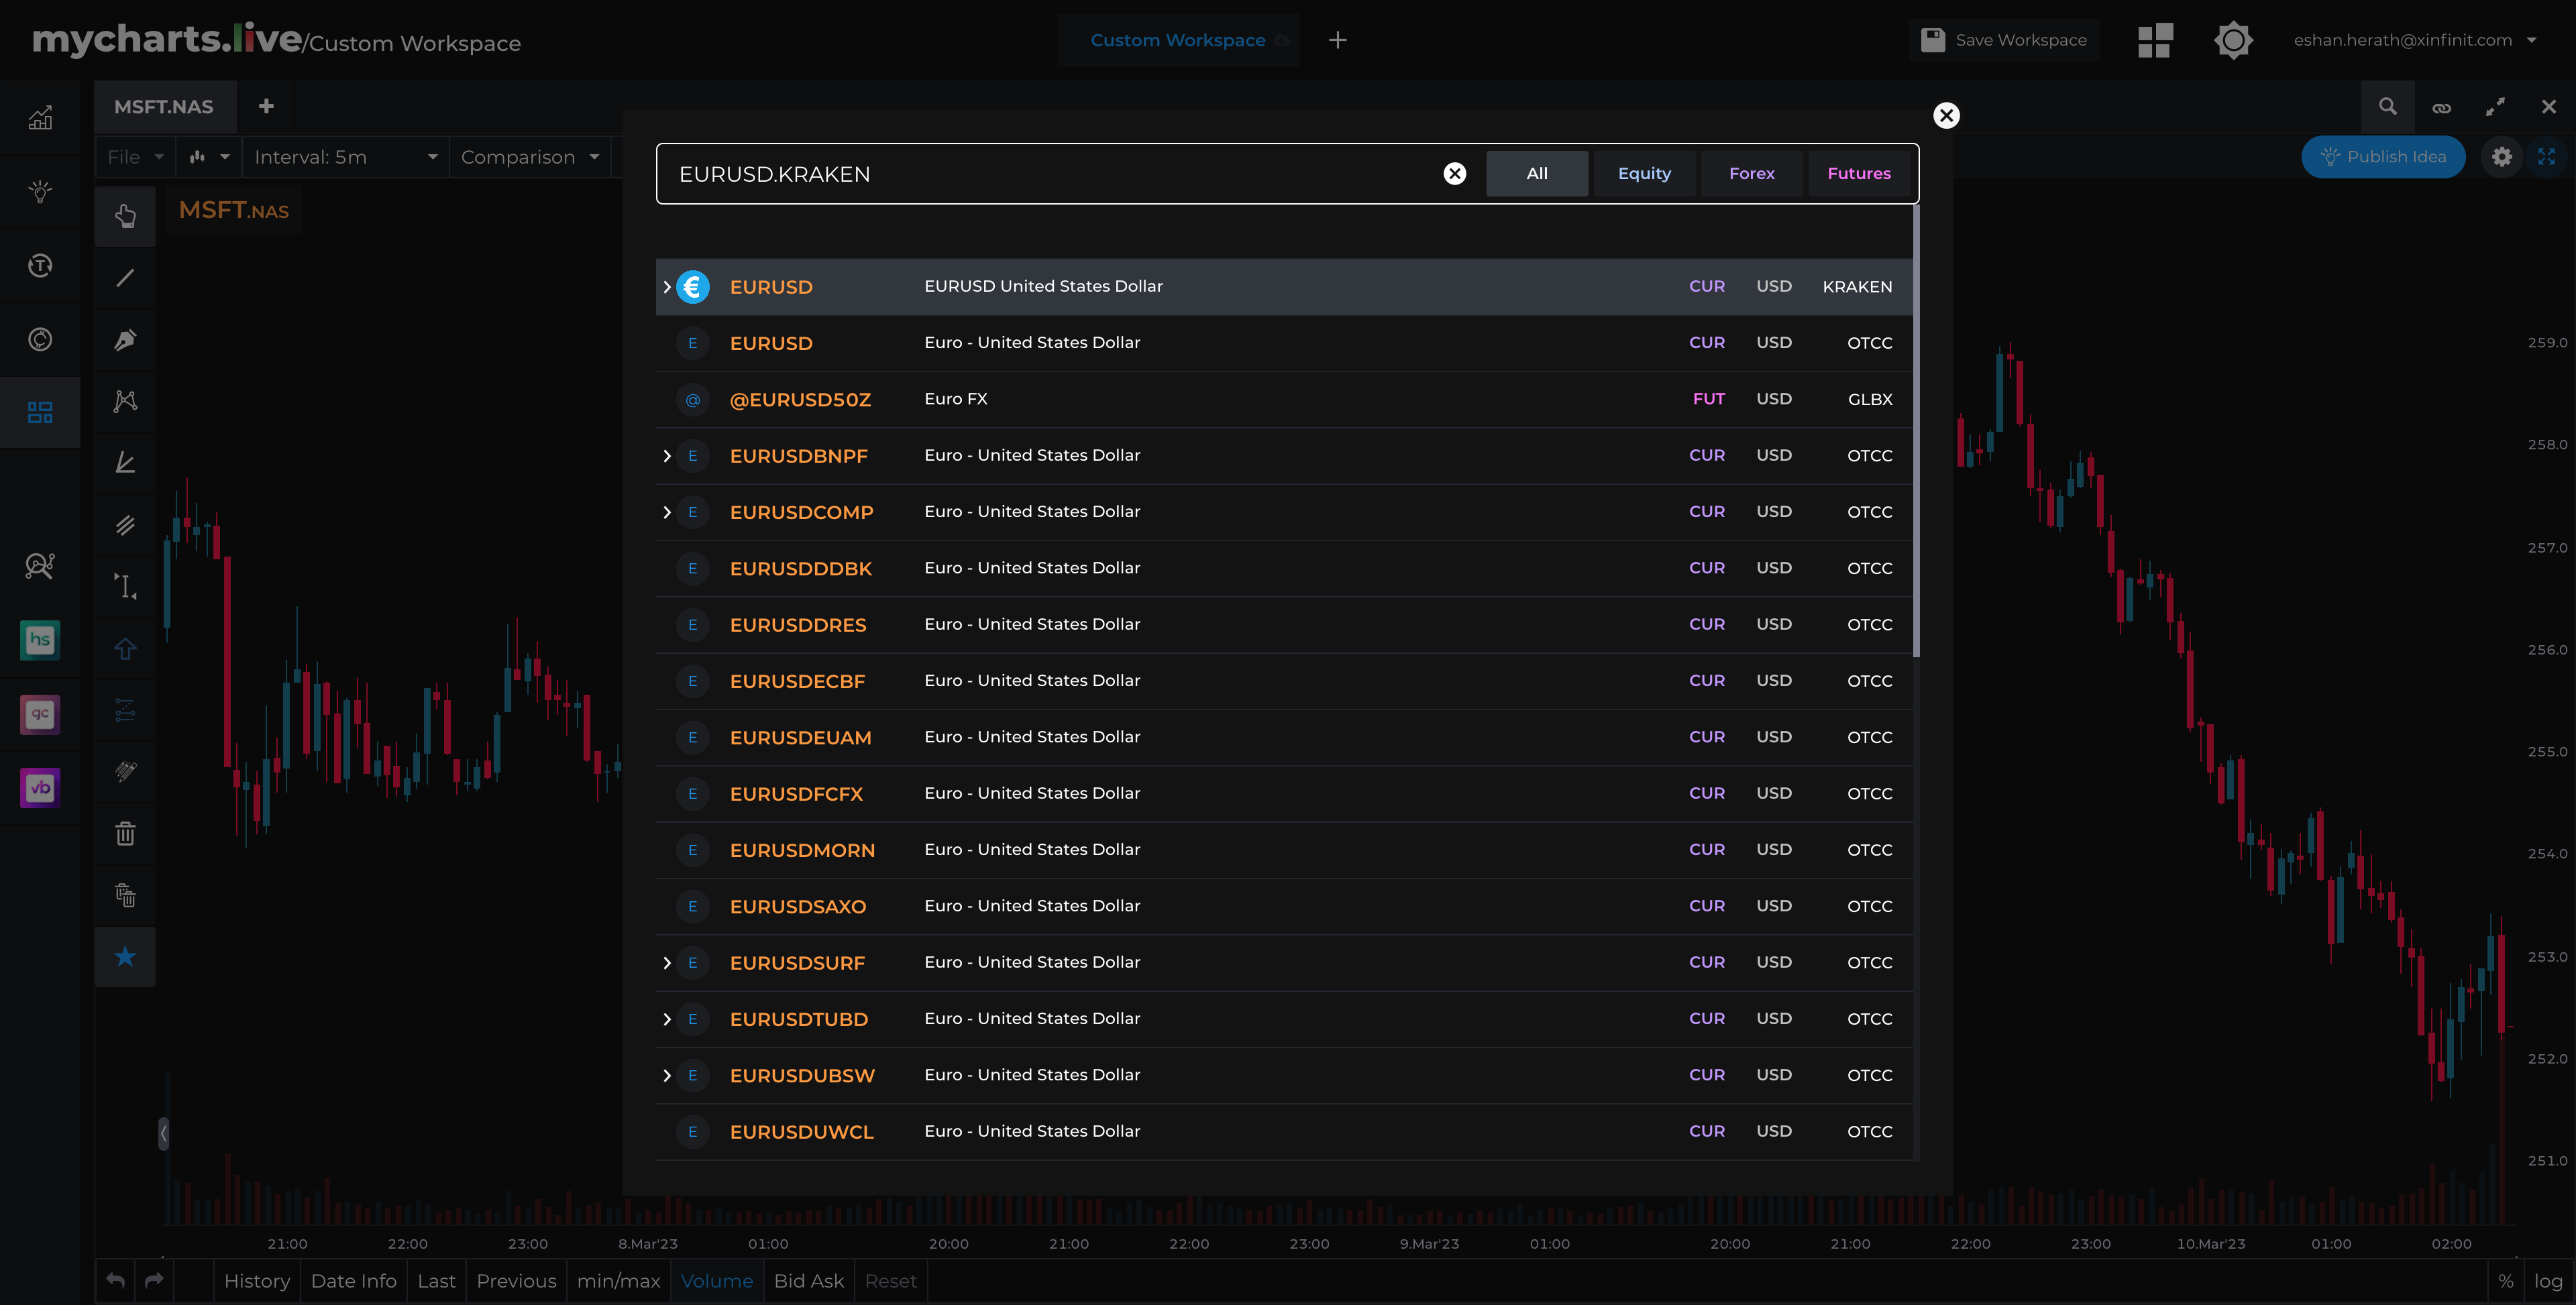 mycharts.live/Custom Workspace
Custom Workspace
+
Save Workspace
eshan.herath@xinfinit.com
MSFT.NAS
+
File
Interval: 5m
Comparison
Publish Idea
MSFT.NAS
EURUSD.KRAKEN
All
Equity
Forex
Futures
€ EURUSD EURUSD United States Dollar CUR USD KRAKEN
E EURUSD Euro - United States Dollar CUR USD OTCC
@ @EURUSD50Z Euro FX FUT USD GLBX
E EURUSDBNPF Euro - United States Dollar CUR USD OTCC
E EURUSDCOMP Euro - United States Dollar CUR USD OTCC
E EURUSDDDBK Euro - United States Dollar CUR USD OTCC
E EURUSDDRES Euro - United States Dollar CUR USD OTCC
E EURUSDECBF Euro - United States Dollar CUR USD OTCC
E EURUSDEUAM Euro - United States Dollar CUR USD OTCC
E EURUSDFCFX Euro - United States Dollar CUR USD OTCC
E EURUSDMORN Euro - United States Dollar CUR USD OTCC
E EURUSDSAXO Euro - United States Dollar CUR USD OTCC
E EURUSDSURF Euro - United States Dollar CUR USD OTCC
E EURUSDTUBD Euro - United States Dollar CUR USD OTCC
E EURUSDUBSW Euro - United States Dollar CUR USD OTCC
E EURUSDUWCL Euro - United States Dollar CUR USD OTCC
hs
gc
vb
259.0
258.0
257.0
256.0
255.0
254.0
253.0
252.0
251.0
21:00 22:00 23:00 8.Mar'23 01:00 20:00 21:00 22:00 23:00 9.Mar'23 01:00 20:00 21:00 22:00 23:00 10.Mar'23 01:00 02:00
History Date Info Last Previous min/max Volume Bid Ask Reset % log